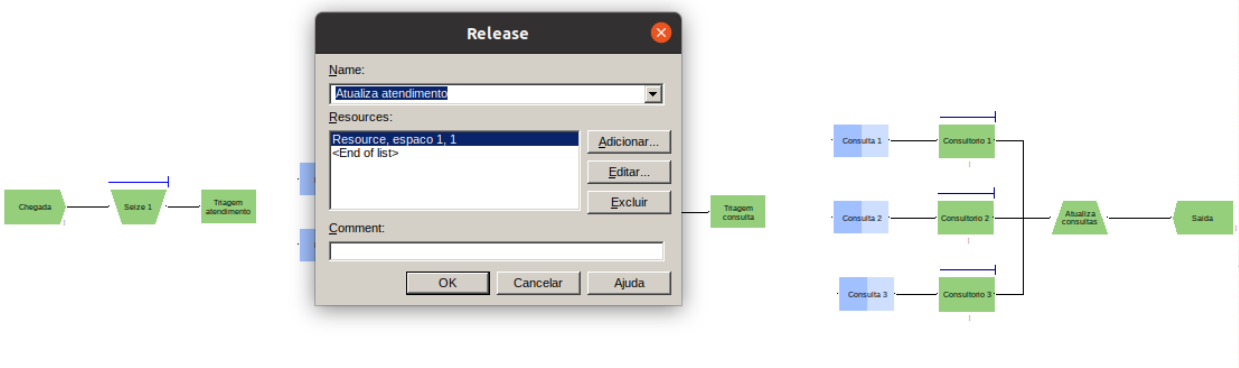 Release
Name:
Atualiza atendimento
Resources:
Resource, espaco 1, 1
<End of list>
Adicionar...
Editar...
Excluir
Comment:
OK
Cancelar
Ajuda
Chegada
Seize 1
Triagem
atendimento
Triagem
consulta
Consulta 1
Consultorio 1
Consulta 2
Consultorio 2
Consulta 3
Consultorio 3
Atualiza
consultas
Saida